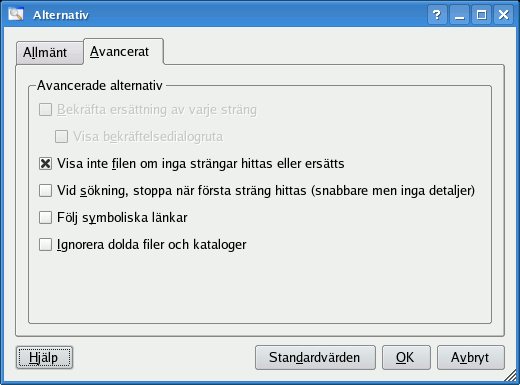 Alternativ
Allmänt
Avancerat
Avancerade alternativ
Bekräfta ersättning av varje sträng
Visa bekräftelsedialogruta
Visa inte filen om inga strängar hittas eller ersätts
Vid sökning, stoppa när första sträng hittas (snabbare men inga detaljer)
Följ symboliska länkar
Ignorera dolda filer och kataloger
Hjälp
Standardvärden
OK
Avbryt